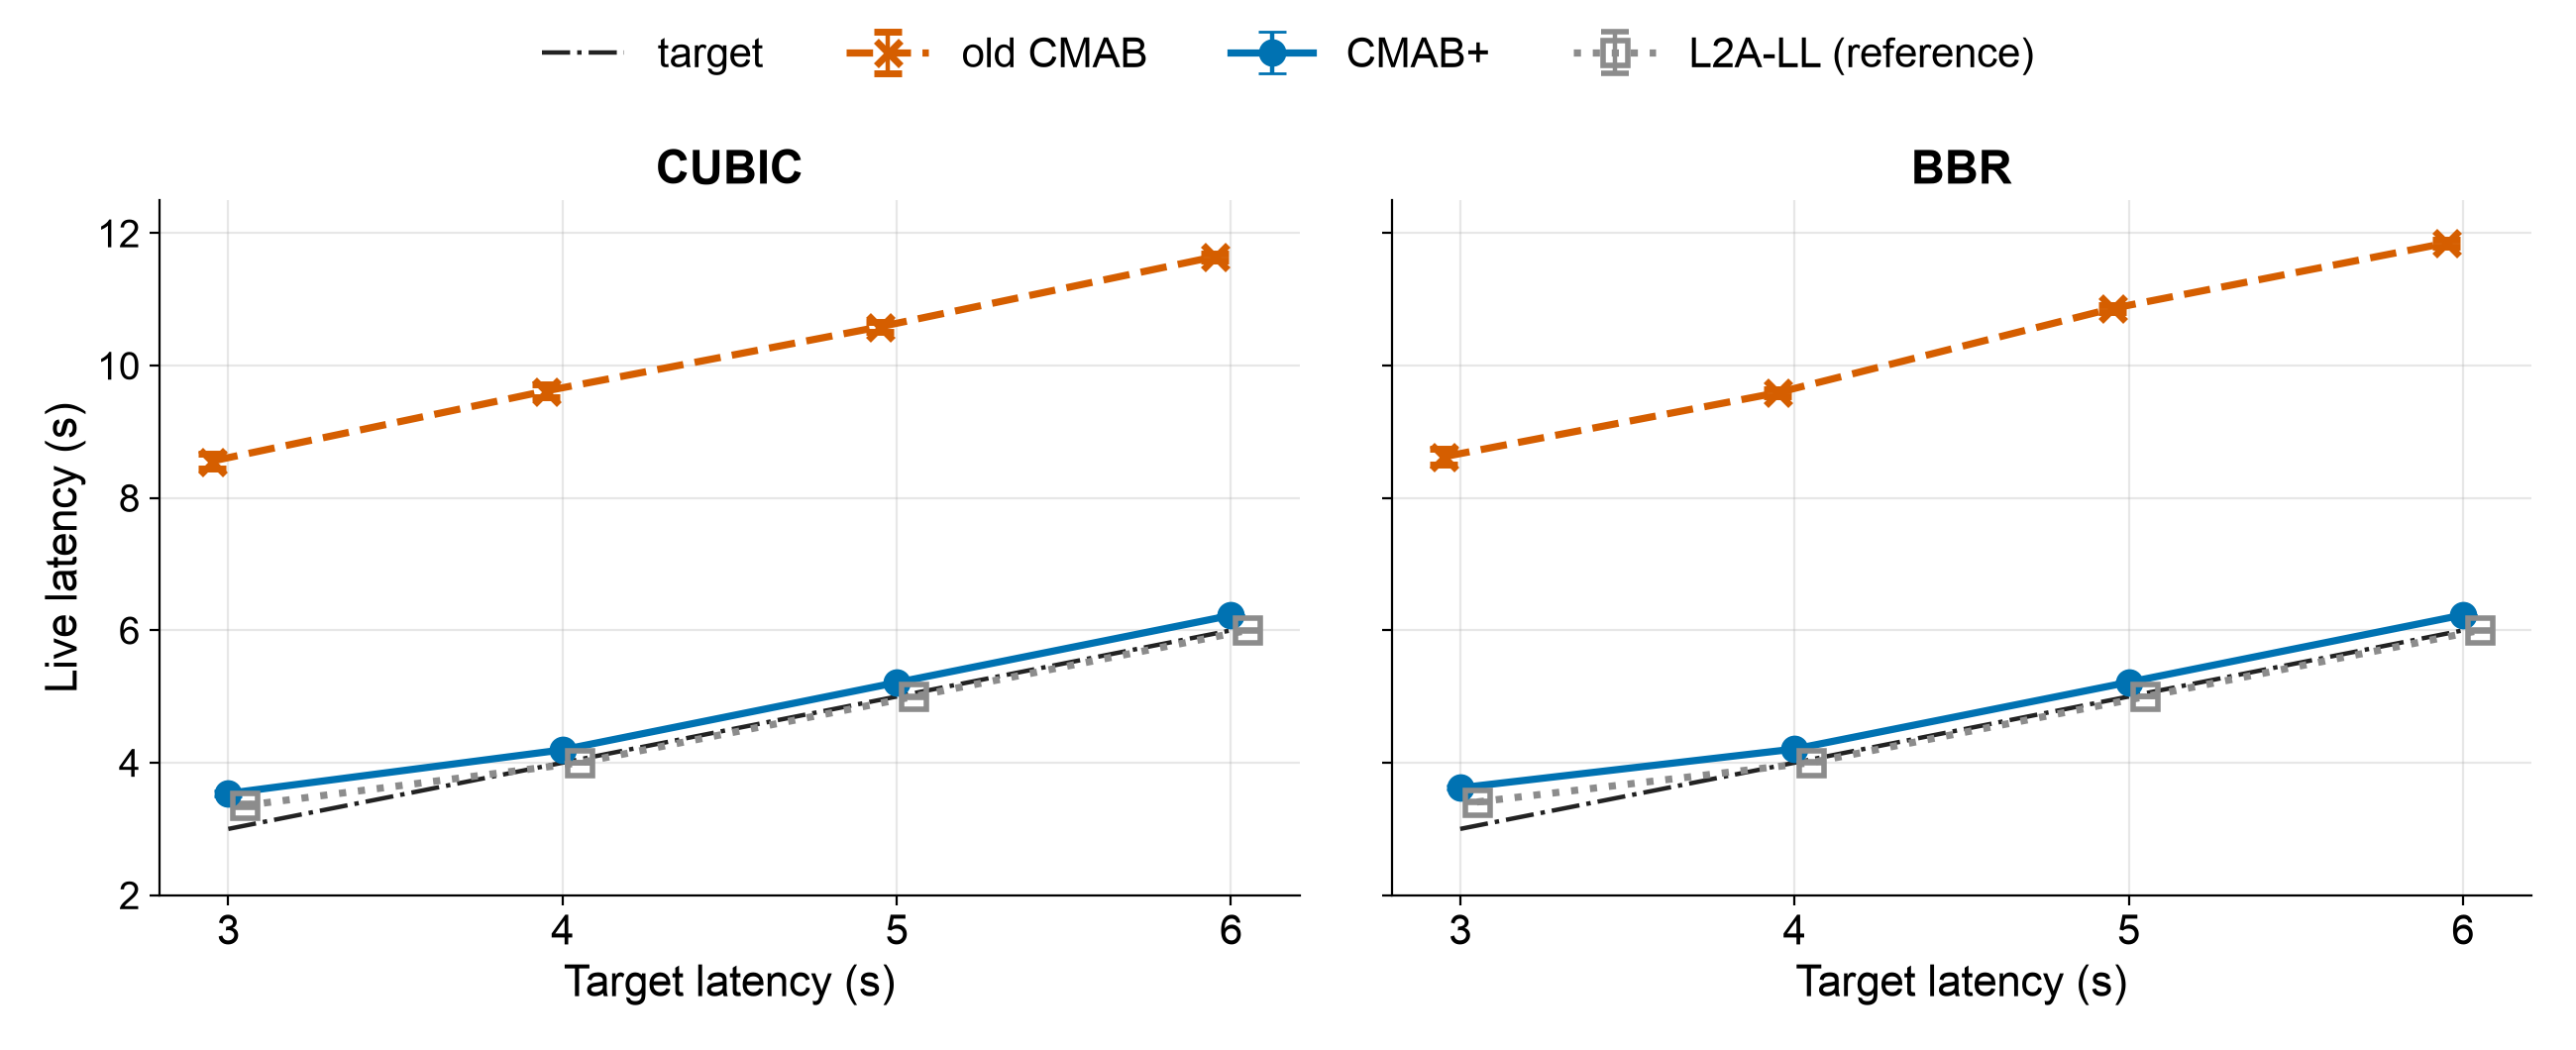 target old CMAB CMAB+ L2A-LL (reference)
CUBIC BBR
12
10
8
6
4
2
Live latency (s)
3 4 5 6 3 4 5 6
Target latency (s) Target latency (s)